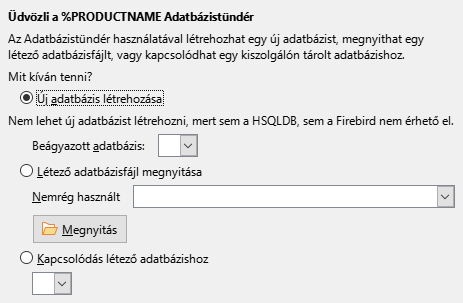 Üdvözli a %PRODUCTNAME Adatbázistündér
Az Adatbázistündér használatával létrehozhat egy új adatbázist, megnyithat egy
létező adatbázisfájlt, vagy kapcsolódhat egy kiszolgálón tárolt adatbázishoz.
Mit kíván tenni?
Új adatbázis létrehozása
Nem lehet új adatbázist létrehozni, mert sem a HSQLDB, sem a Firebird nem érhető el.
Beágyazott adatbázis:
Létező adatbázisfájl megnyitása
Nemrég használt
Megnyitás
Kapcsolódás létező adatbázishoz